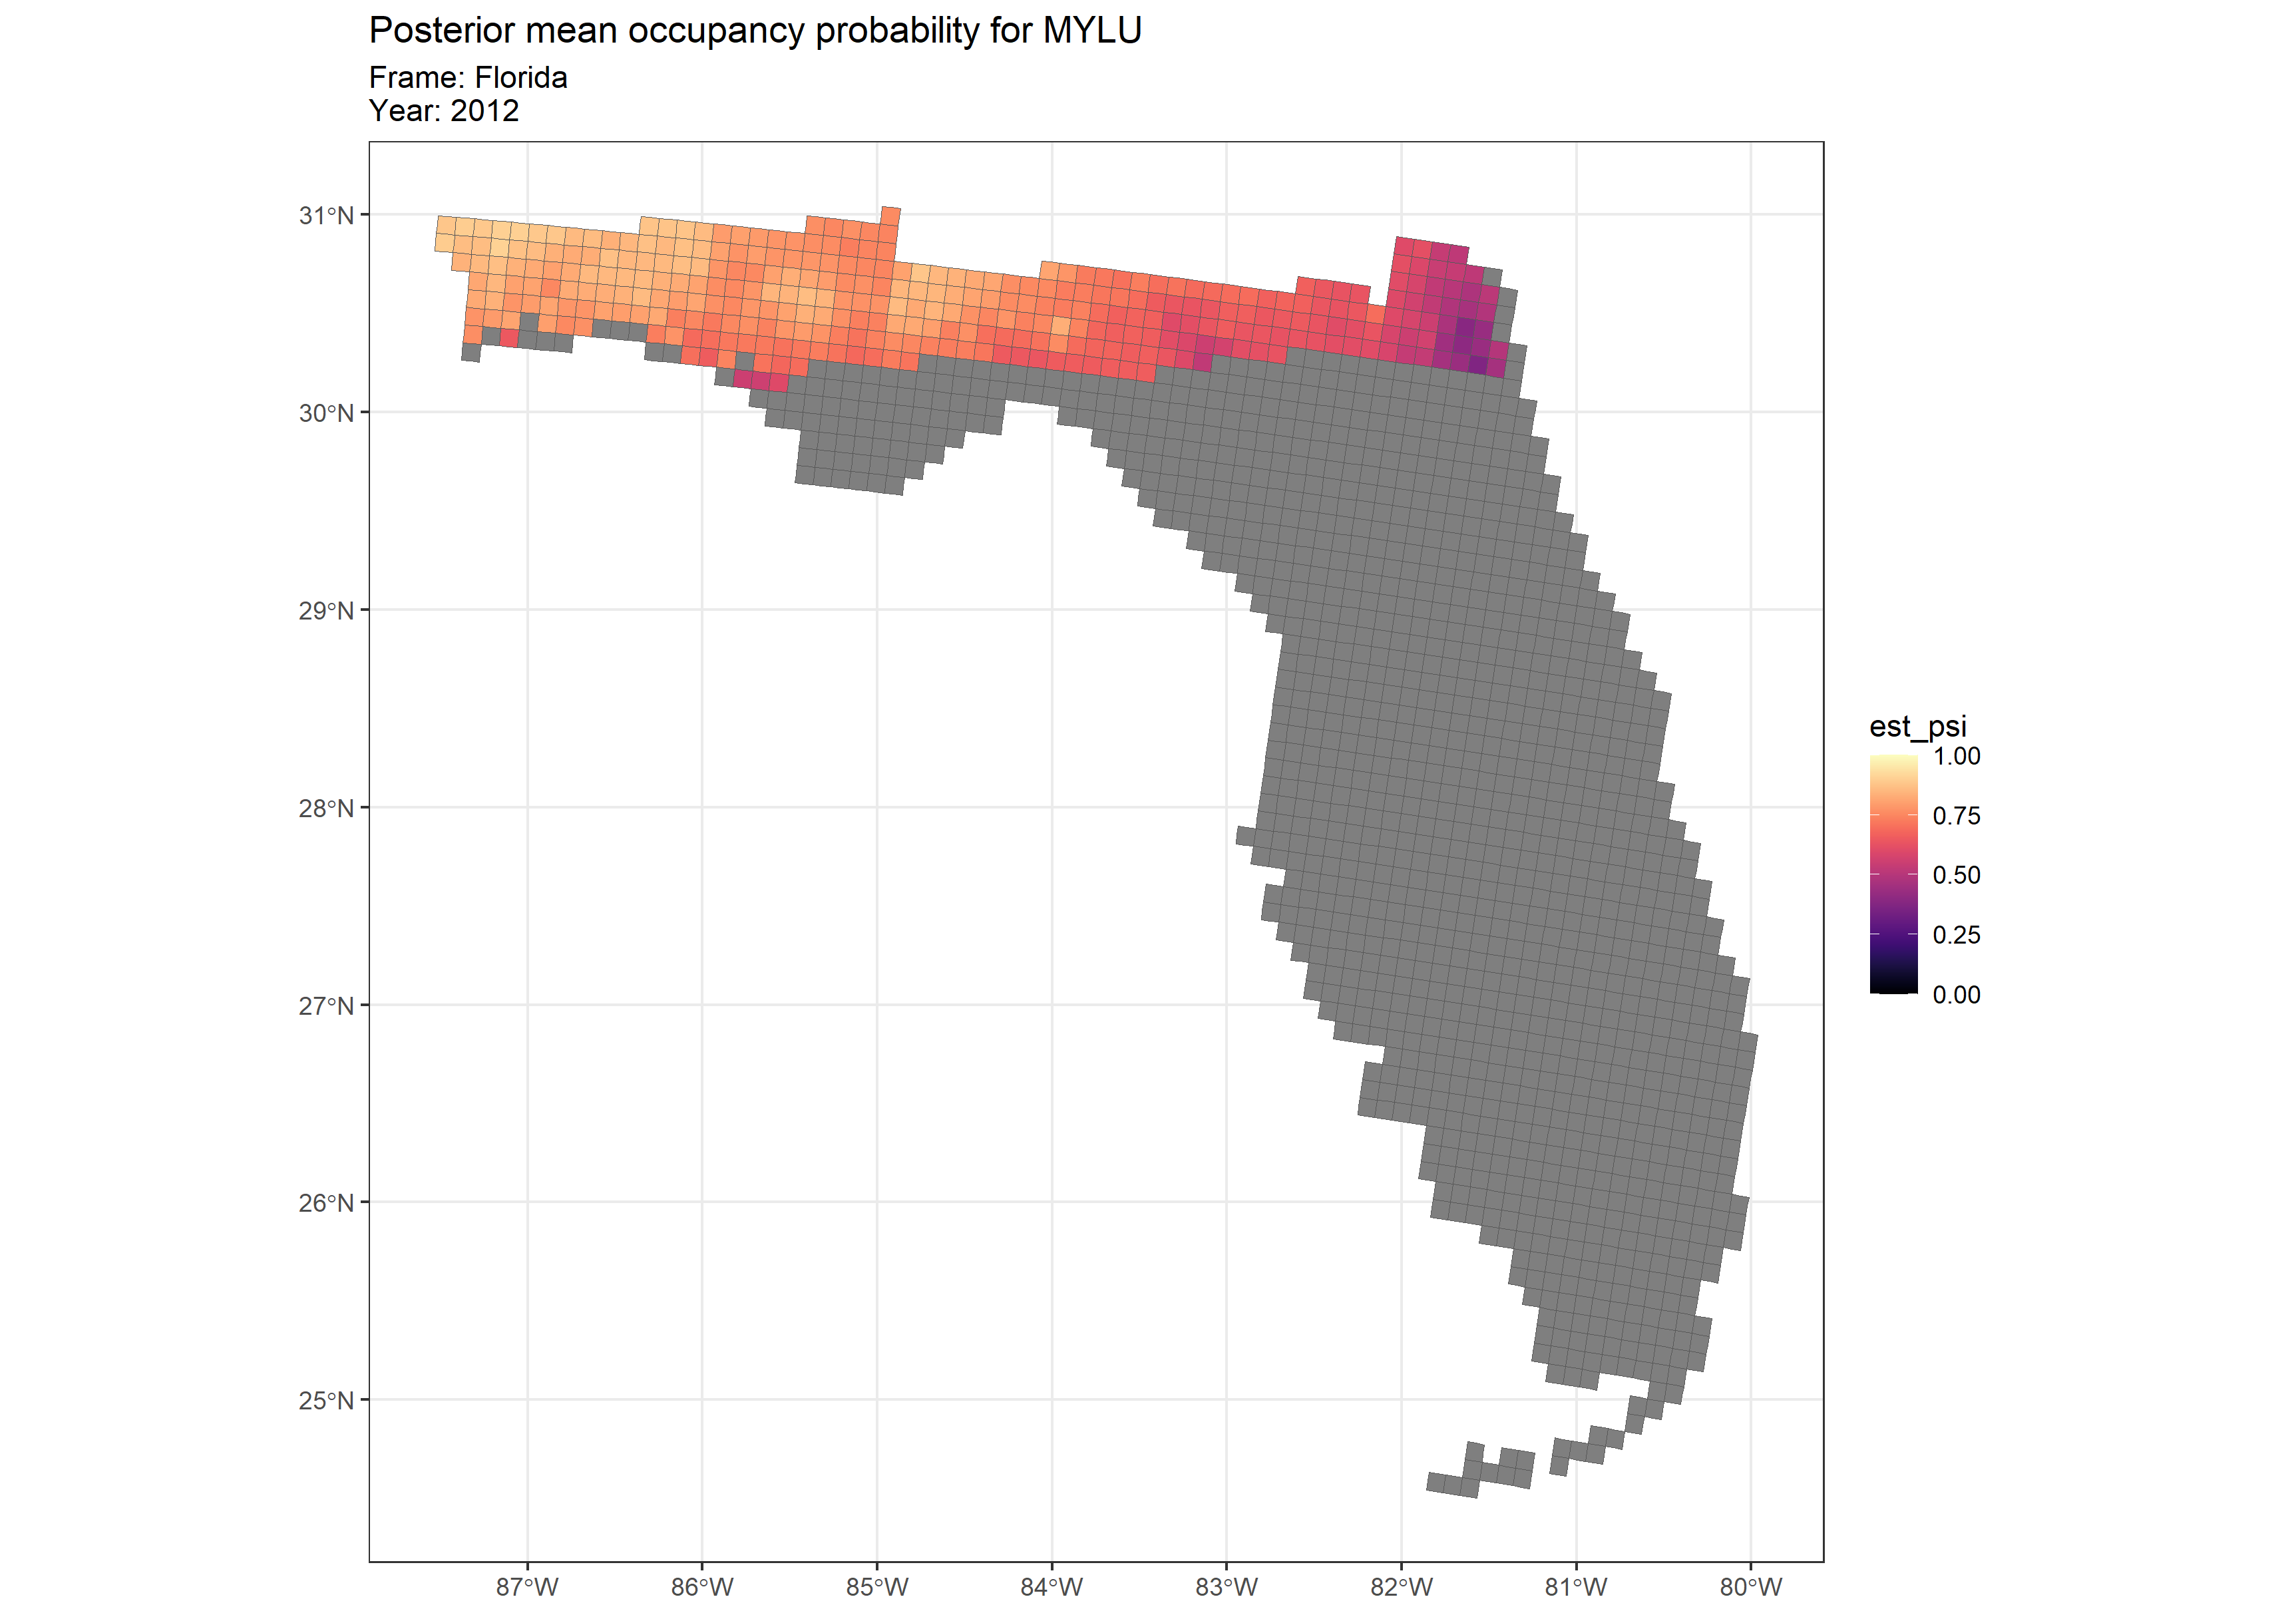 Posterior mean occupancy probability for MYLU
Frame: Florida
Year: 2012
31°N
30°N
29°N
28°N
27°N
26°N
25°N
87°W 86°W 85°W 84°W 83°W 82°W 81°W 80°W
est_psi
1.00
0.75
0.50
0.25
0.00